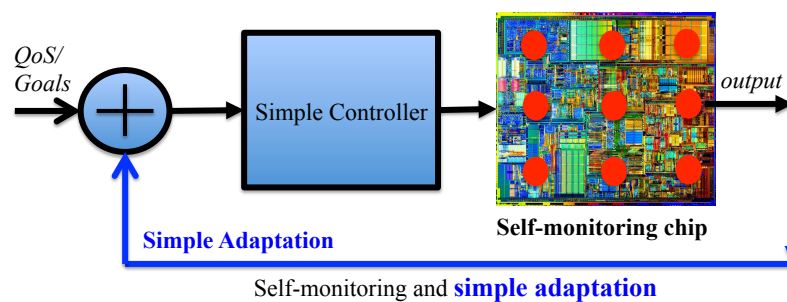 QoS/
Goals
Simple Controller
output
Self-monitoring chip
Simple Adaptation
Self-monitoring and simple adaptation